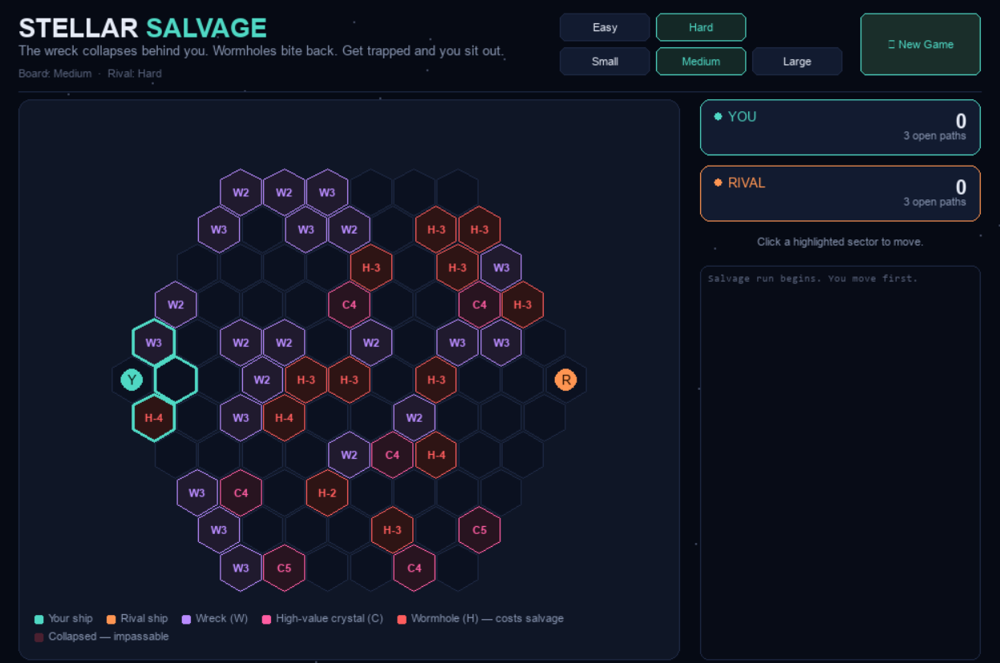 STELLAR SALVAGE
The wreck collapses behind you. Wormholes bite back. Get trapped and you sit out.
Board: Medium · Rival: Hard
Easy Hard
Small Medium Large
New Game
YOU 0
3 open paths
RIVAL 0
3 open paths
Click a highlighted sector to move.
Salvage run begins. You move first.
W2 W2 W3
W3 W3 W2 H-3 H-3
H-3 H-3 W3
W2 C4 C4 H-3
W3 W2 W2 W2 W3 W3
Y W2 H-3 H-3 H-3 R
H-4 W3 H-4 W2
W2 C4 H-4
W3 C4 H-2
W3 H-3 C5
W3 C5 C4
Your ship Rival ship Wreck (W) High-value crystal (C) Wormhole (H) — costs salvage
Collapsed — impassable